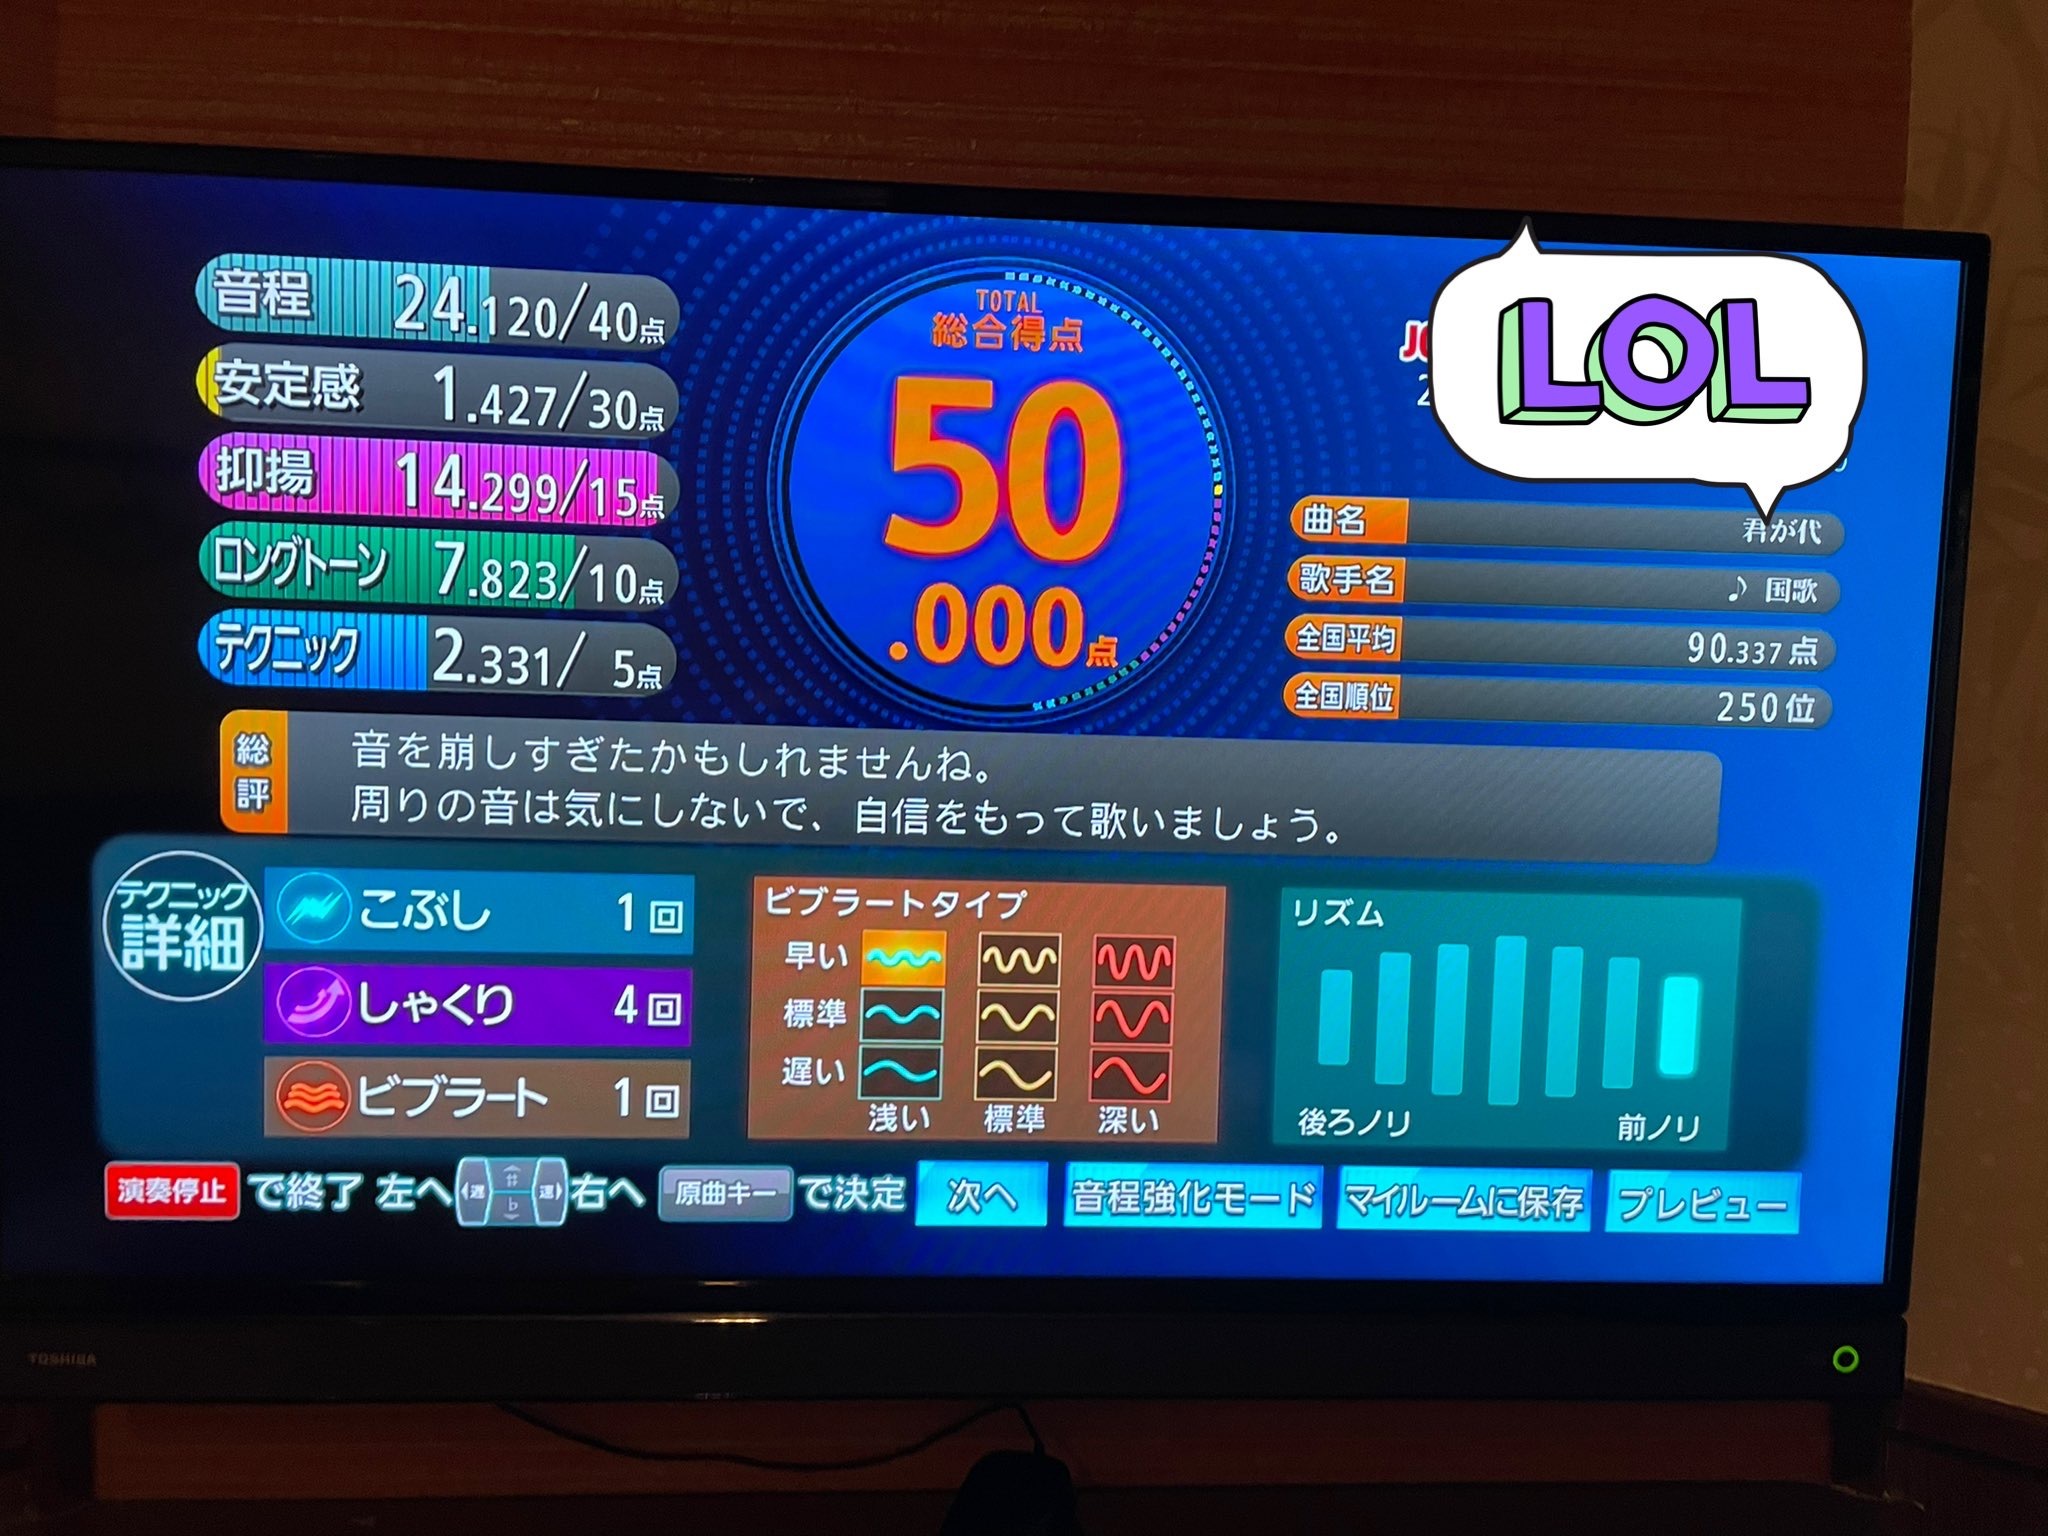 音程 24.120/40点
安定感 1.427/30点
抑揚 14.299/15点
ロングトーン 7.823/10点
テクニック 2.331/ 5点
TOTAL
総合得点
50
.000点
LOL
曲名 君が代
歌手名 ♪ 国歌
全国平均 90.337点
全国順位 250位
総評
音を崩しすぎたかもしれませんね。
周りの音は気にしないで、自信をもって歌いましょう。
テクニック
詳細
こぶし 1回
しゃくり 4回
ビブラート 1回
ビブラートタイプ
早い
標準
遅い
浅い 標準 深い
リズム
後ろノリ 前ノリ
演奏停止 で終了 左へ 遅 # b 速 右へ 原曲キー で決定 次へ 音程強化モード マイルームに保存 プレビュー
TOSHIBA